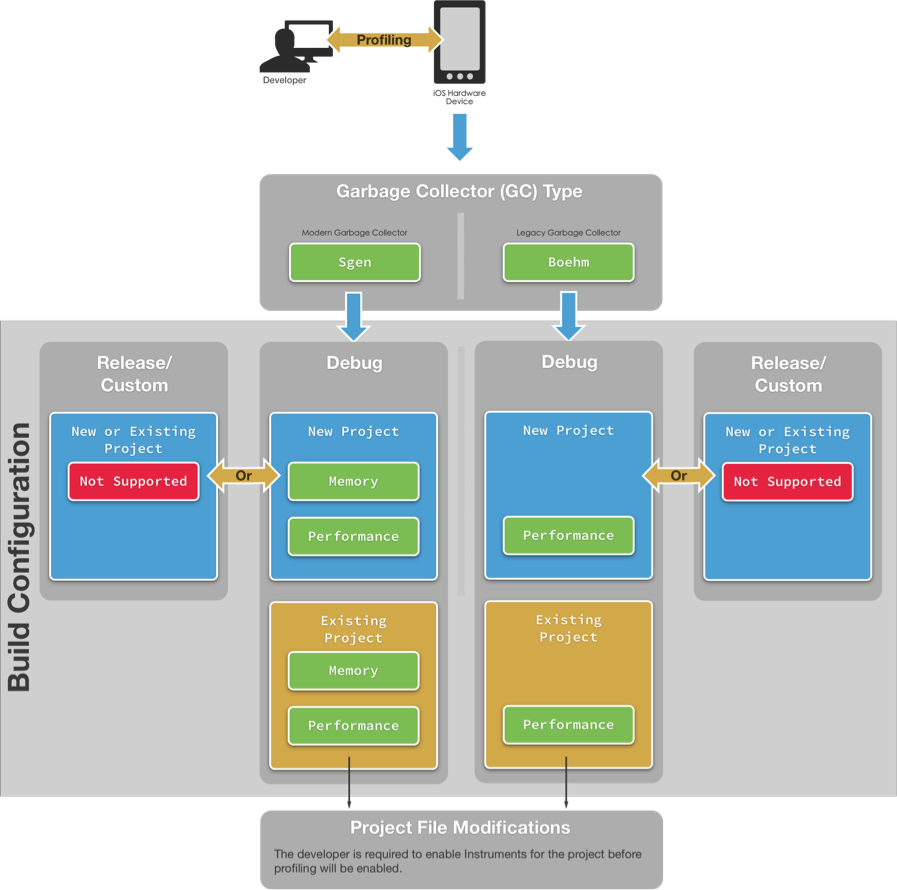 Profiling
Developer
iOS Hardware
Device
Garbage Collector (GC) Type
Modern Garbage Collector
Sgen
Legacy Garbage Collector
Boehm
Build Configuration
Release/
Custom
New or Existing
Project
Not Supported
Or
Debug
New Project
Memory
Performance
Existing
Project
Memory
Performance
Debug
New Project
Performance
Existing
Project
Performance
Or
Release/
Custom
New or Existing
Project
Not Supported
Project File Modifications
The developer is required to enable Instruments for the project before
profiling will be enabled.